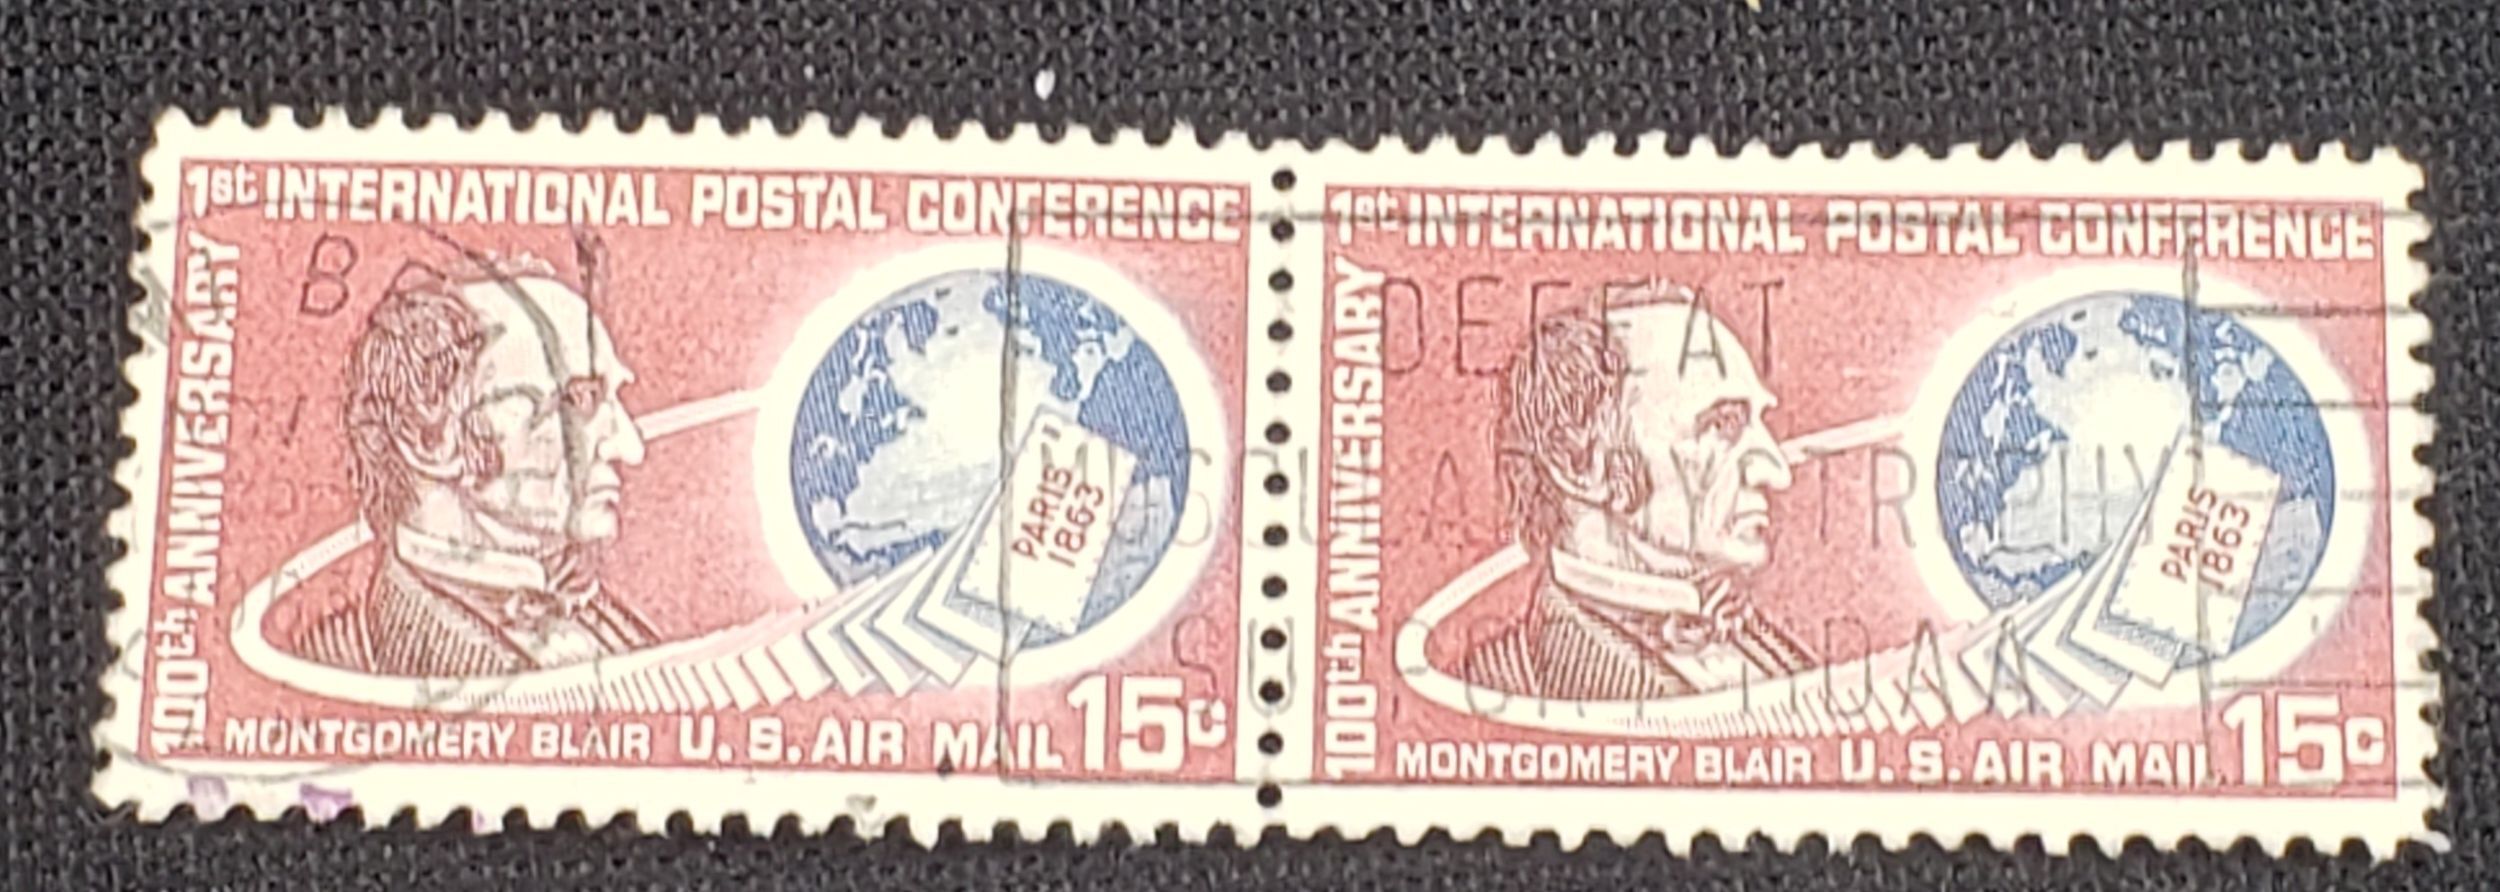 1st INTERNATIONAL POSTAL CONFERENCE
100th ANNIVERSARY
PARIS
1863
MONTGOMERY BLAIR U.S. AIR MAIL 15c
1st INTERNATIONAL POSTAL CONFERENCE
100th ANNIVERSARY
PARIS
1863
MONTGOMERY BLAIR U.S. AIR MAIL 15c
DEFEAT